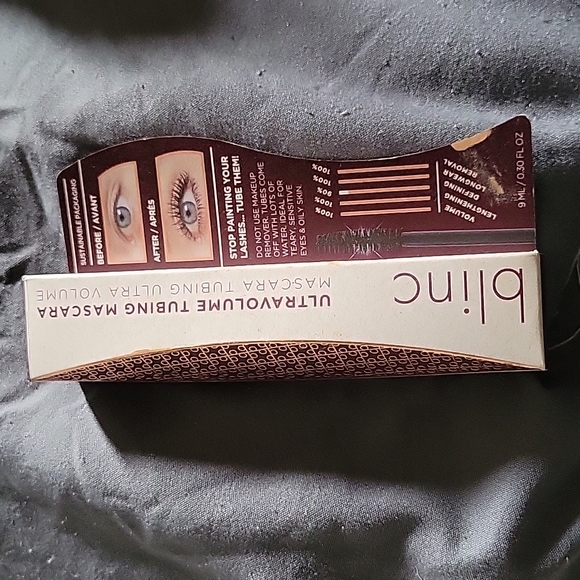 SUSTAINABLE PACKAGING
BEFORE / AVANT
AFTER / APRÈS
STOP PAINTING YOUR
LASHES... TUBE THEM!
DO NOT USE MAKEUP
REMOVER. TUBES COME
OFF WITH LOTS OF
WATER. IDEAL FOR
TEARY, SENSITIVE
EYES & OILY SKIN.
VOLUME 100%
LENGTHENING 90%
DEFINING 80%
LONGWEAR 100%
REMOVAL 100%
9 ML / 0.30 FL OZ
blinc
ULTRAVOLUME TUBING MASCARA
MASCARA TUBING ULTRA VOLUME